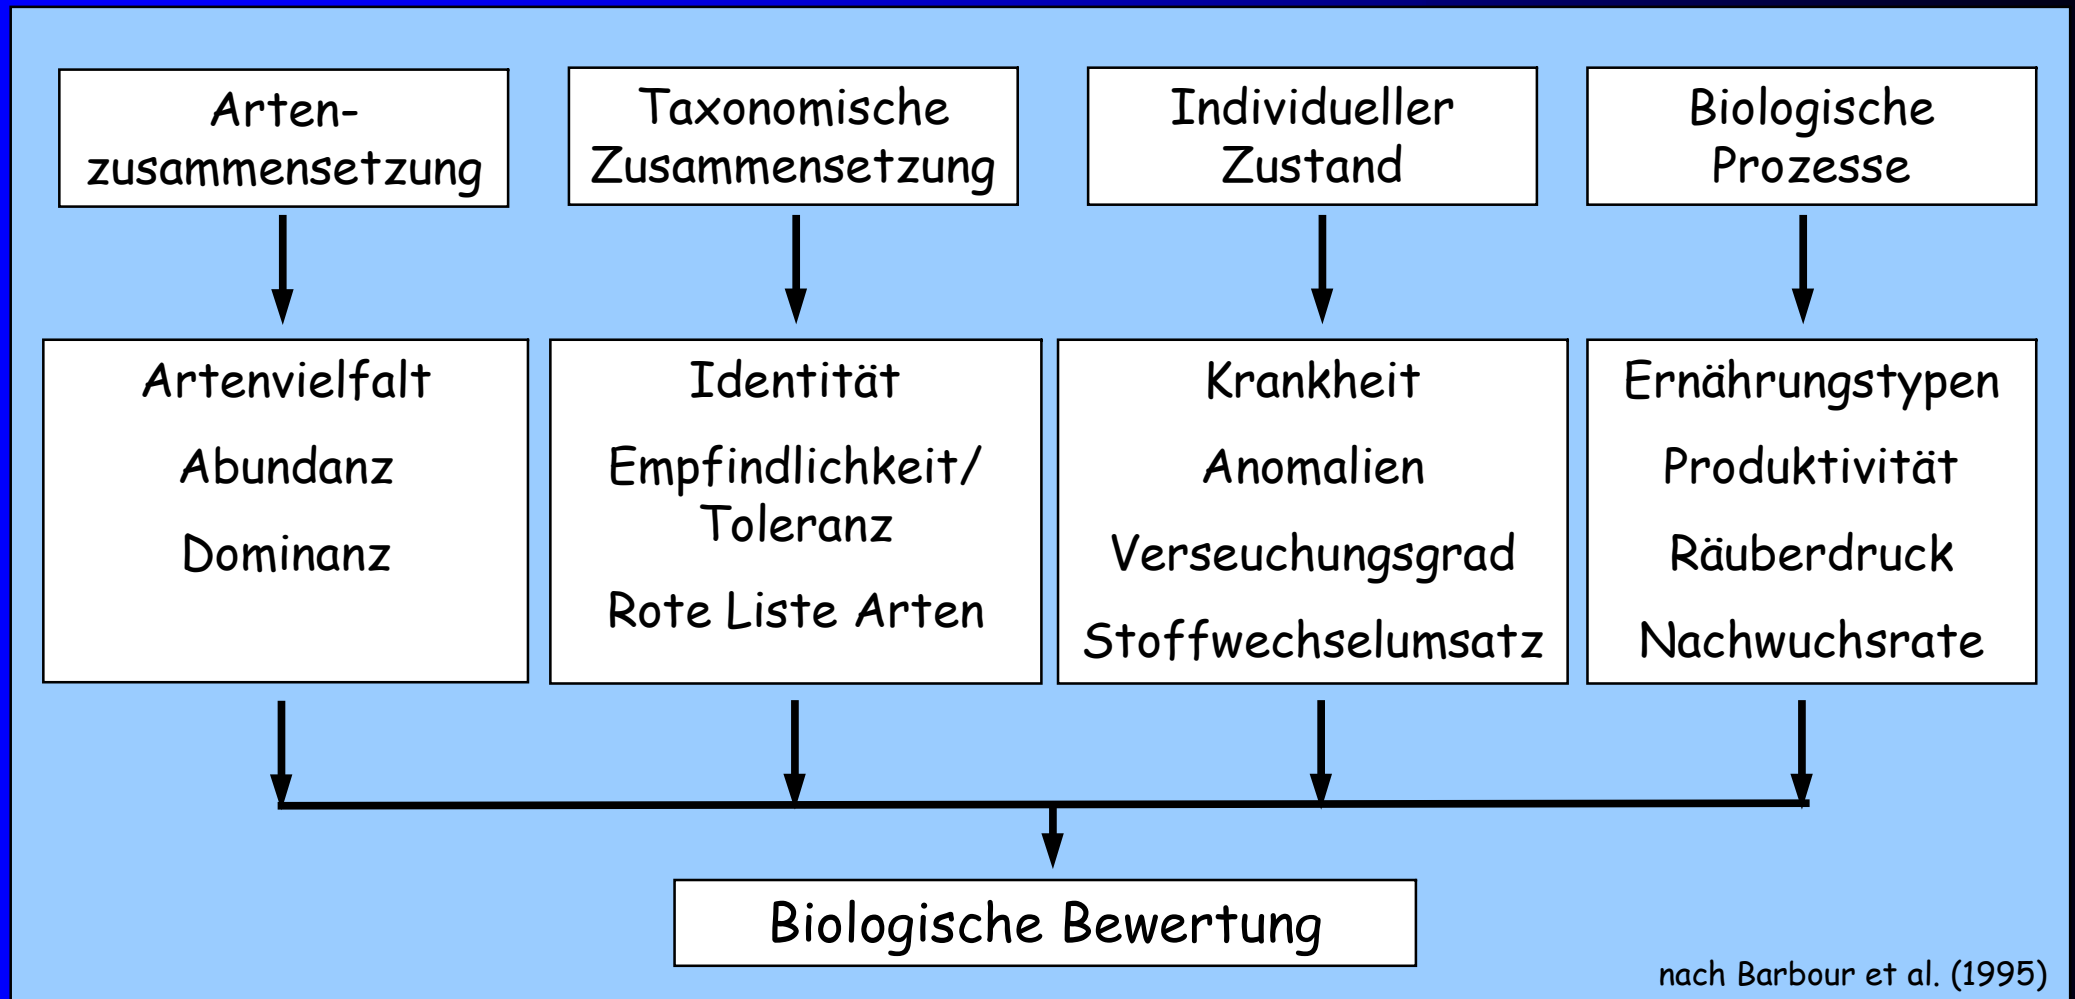 Arten-
zusammensetzung
Taxonomische
Zusammensetzung
Individueller
Zustand
Biologische
Prozesse
Artenvielfalt
Abundanz
Dominanz
Identität
Empfindlichkeit/
Toleranz
Rote Liste Arten
Krankheit
Anomalien
Verseuchungsgrad
Stoffwechselumsatz
Ernährungstypen
Produktivität
Räuberdruck
Nachwuchsrate
Biologische Bewertung
nach Barbour et al. (1995)